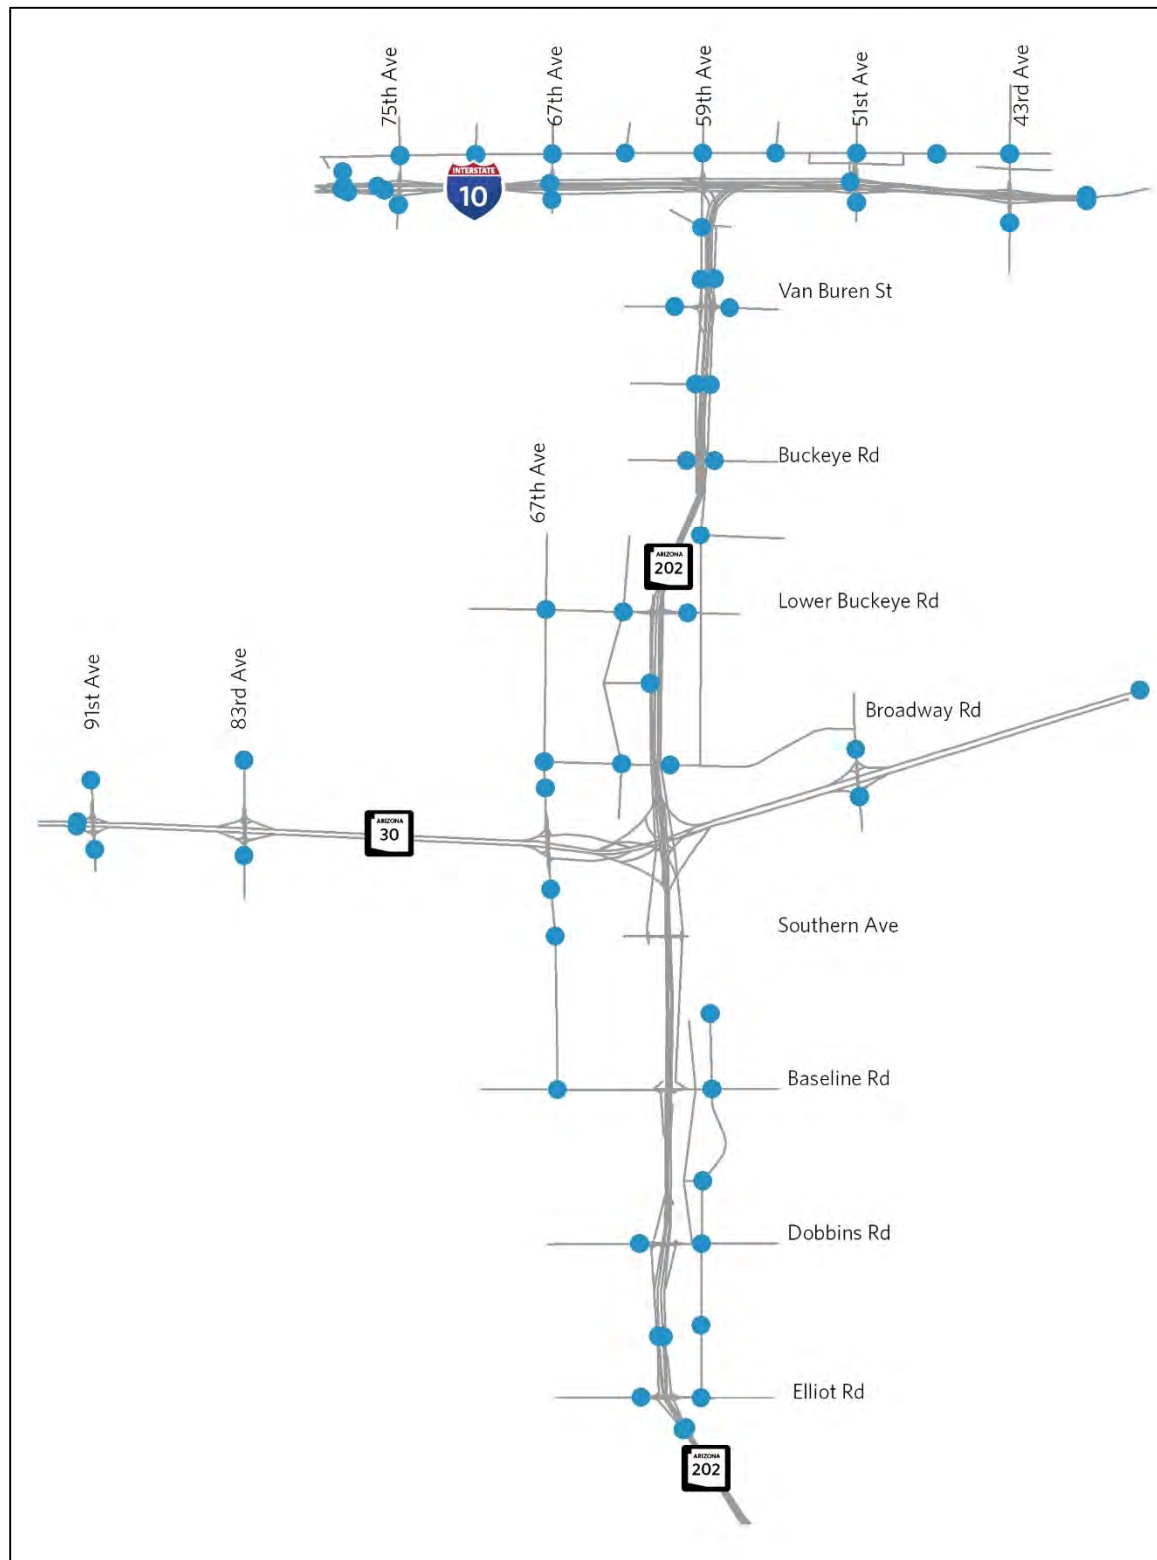 75th Ave
67th Ave
59th Ave
51st Ave
43rd Ave
INTERSTATE
10
Van Buren St
Buckeye Rd
67th Ave
ARIZONA
202
Lower Buckeye Rd
91st Ave
83rd Ave
Broadway Rd
ARIZONA
30
Southern Ave
Baseline Rd
Dobbins Rd
Elliot Rd
ARIZONA
202